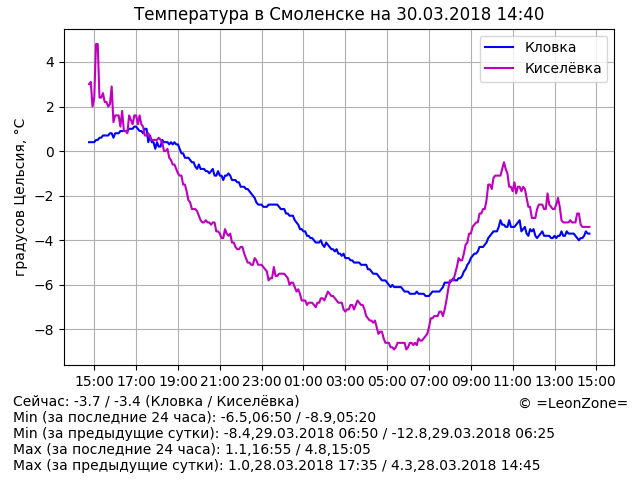 Температура в Смоленске на 30.03.2018 14:40
Кловка
Киселёвка
градусов Цельсия, °C
4
2
0
−2
−4
−6
−8
15:00 17:00 19:00 21:00 23:00 01:00 03:00 05:00 07:00 09:00 11:00 13:00 15:00
Сейчас: -3.7 / -3.4 (Кловка / Киселёвка)
© =LeonZone=
Min (за последние 24 часа): -6.5,06:50 / -8.9,05:20
Min (за предыдущие сутки): -8.4,29.03.2018 06:50 / -12.8,29.03.2018 06:25
Max (за последние 24 часа): 1.1,16:55 / 4.8,15:05
Max (за предыдущие сутки): 1.0,28.03.2018 17:35 / 4.3,28.03.2018 14:45